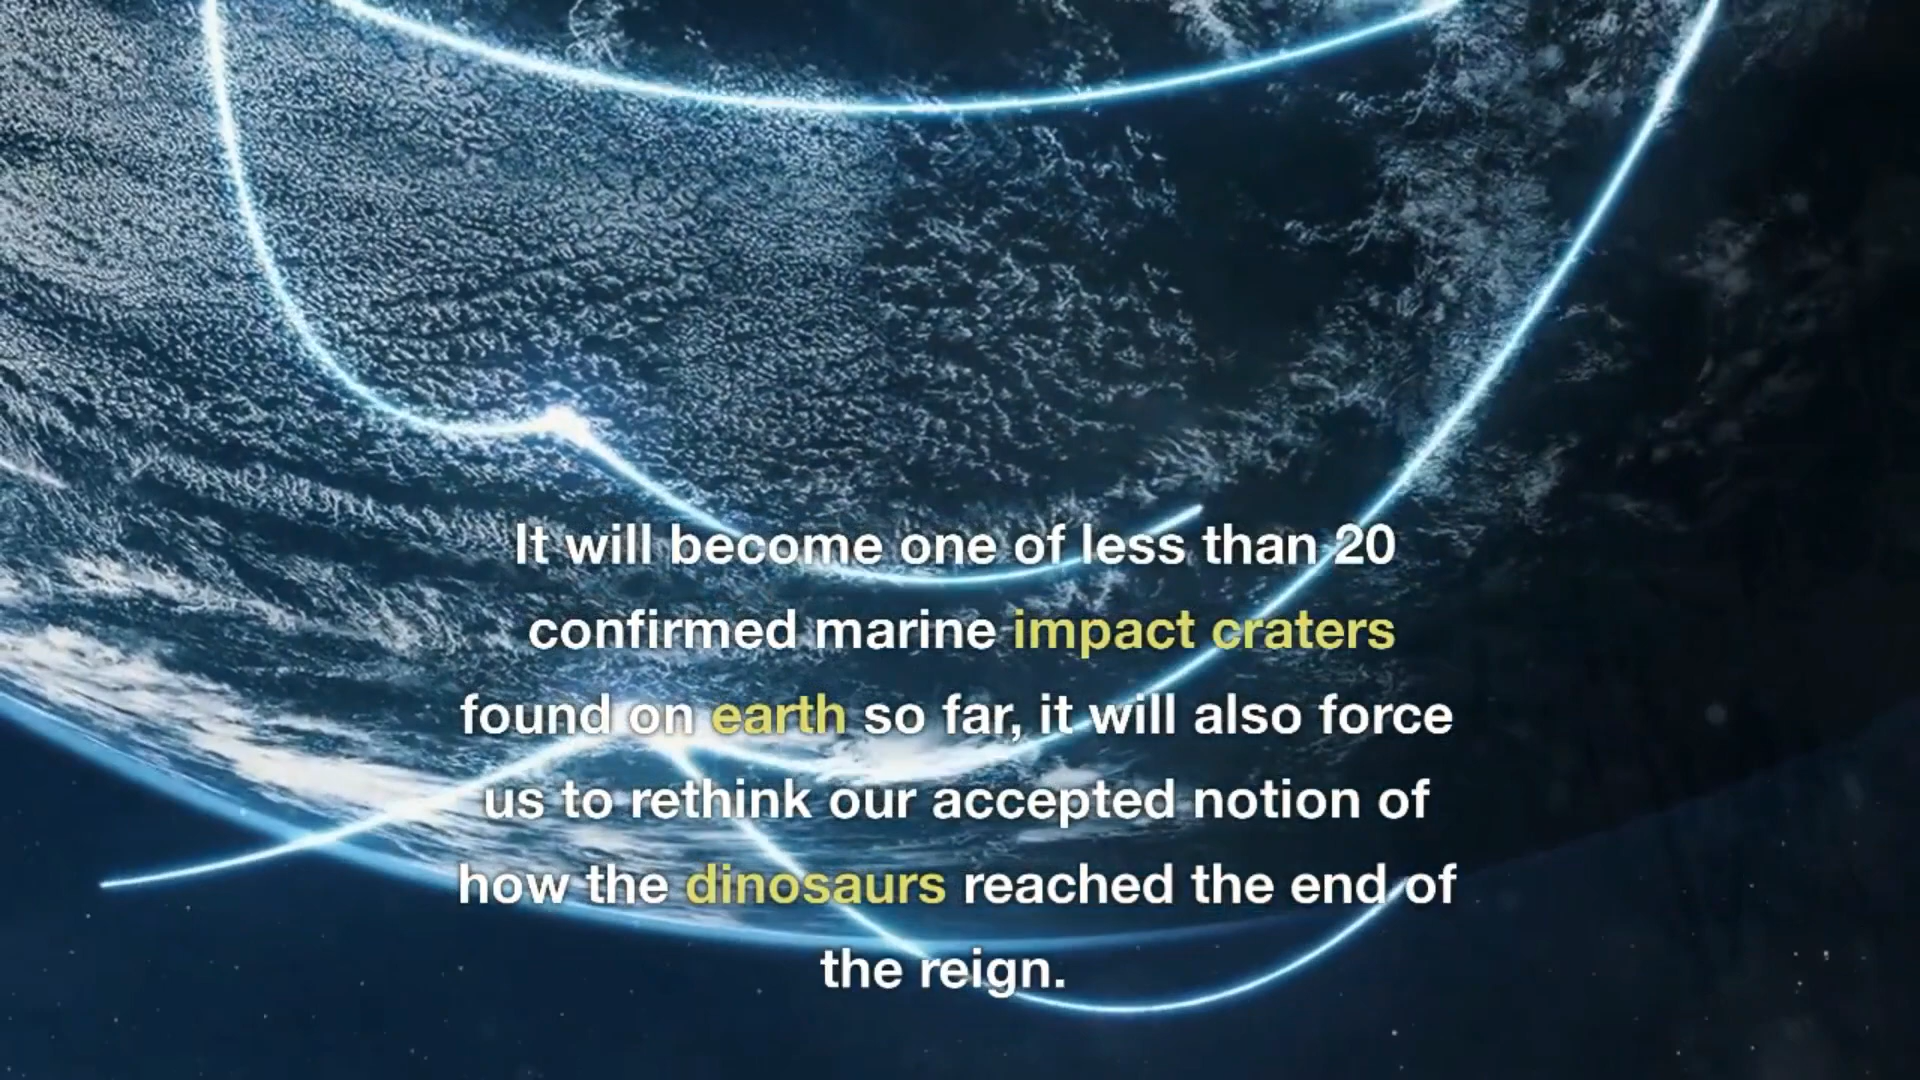 It will become one of less than 20
confirmed marine impact craters
found on earth so far, it will also force
us to rethink our accepted notion of
how the dinosaurs reached the end of
the reign.